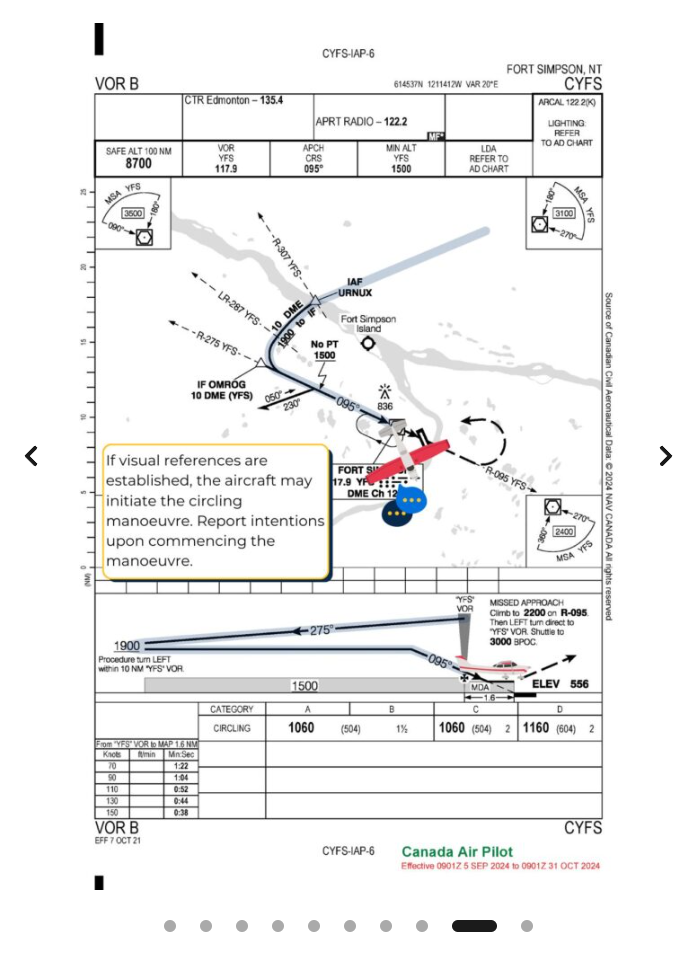 CYFS-IAP-6
FORT SIMPSON, NT
VOR B
614537N 1211412W VAR 20°E
CYFS
CTR Edmonton – 135.4
APRT RADIO – 122.2
MF
ARCAL 122.2(K)
LIGHTING:
REFER
TO AD CHART
SAFE ALT 100 NM
8700
VOR
YFS
117.9
APCH
CRS
095°
MIN ALT
YFS
1500
LDA
REFER TO
AD CHART
MSA YFS
3500
180°
090°
MSA YFS
3100
180°
270°
25
20
15
10
5
0
(NM)
R-307 YFS
LR-287 YFS
R-275 YFS
IAF
URNUX
10 DME
1900 to IF
Fort Simpson
Island
No PT
1500
IF OMROG
10 DME (YFS)
050°
230°
095°
836
R-095 YFS
DME Ch 12
270°
360°
2400
MSA YFS
If visual references are
established, the aircraft may
initiate the circling
manoeuvre. Report intentions
upon commencing the
manoeuvre.
Source of Canadian Civil Aeronautical Data: © 2024 NAV CANADA All rights reserved
"YFS"
VOR
MISSED APPROACH
Climb to 2200 on R-095.
Then LEFT turn direct to
"YFS" VOR. Shuttle to
3000 BPOC.
275°
1900
095°
Procedure turn LEFT
within 10 NM "YFS" VOR.
1500
MDA
1.6
ELEV 556
CATEGORY A B C D
CIRCLING 1060 (504) 1½ 1060 (504) 2 1160 (604) 2
From "YFS" VOR to MAP 1.6 NM
Knots ft/min Min:Sec
70 1:22
90 1:04
110 0:52
130 0:44
150 0:38
VOR B
CYFS
EFF 7 OCT 21
CYFS-IAP-6
Canada Air Pilot
Effective 0901Z 5 SEP 2024 to 0901Z 31 OCT 2024